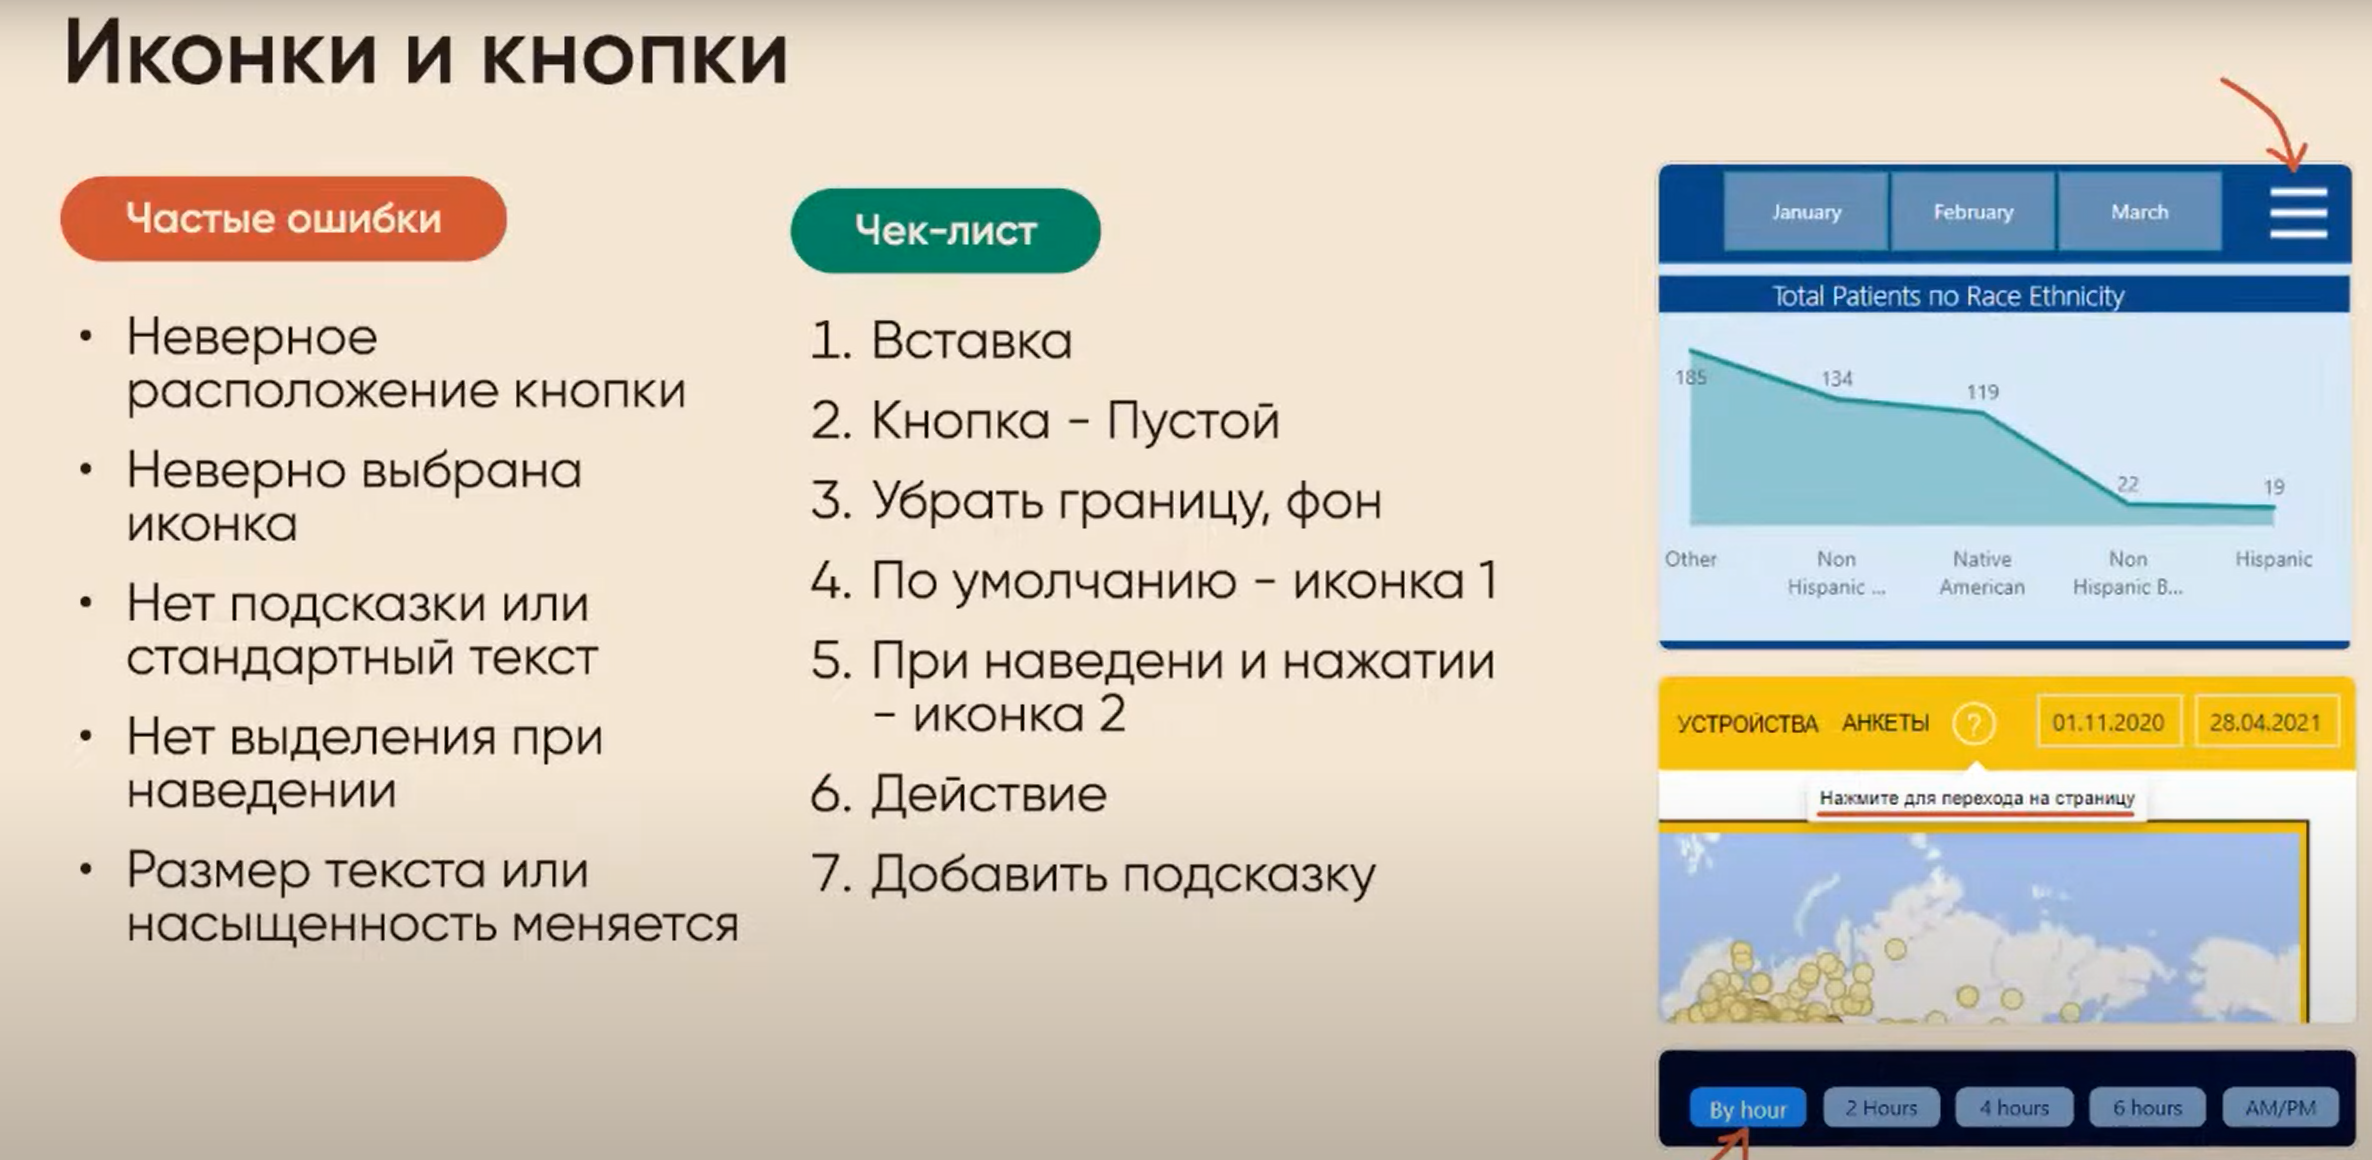 Иконки и кнопки
Частые ошибки
• Неверное
расположение кнопки
• Неверно выбрана
иконка
• Нет подсказки или
стандартный текст
• Нет выделения при
наведении
• Размер текста или
насыщенность меняется
Чек-лист
1. Вставка
2. Кнопка - Пустой
3. Убрать границу, фон
4. По умолчанию - иконка 1
5. При наведени и нажатии
- иконка 2
6. Действие
7. Добавить подсказку
January February March
Total Patients по Race Ethnicity
185 134 119 22 19
Other Non Native Non Hispanic
Hispanic ... American Hispanic B...
УСТРОЙСТВА АНКЕТЫ ? 01.11.2020 28.04.2021
Нажмите для перехода на страницу
By hour 2 Hours 4 hours 6 hours AM/PM